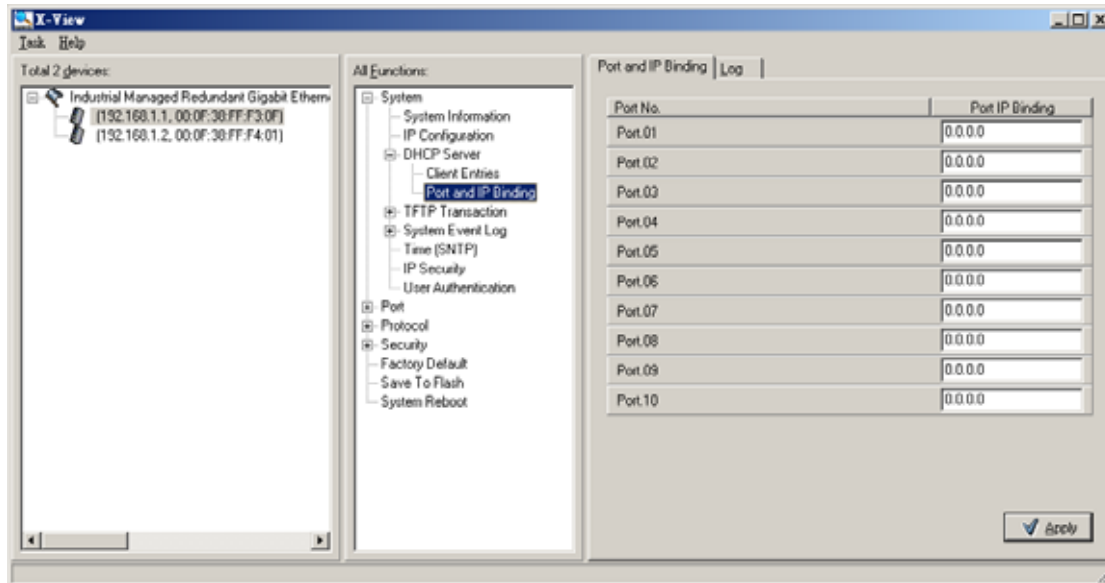 X-View
Task Help
Total 2 devices:
Industrial Managed Redundant Gigabit Ethern
(192.168.1.1, 00:0F:38:FF:F3:0F)
(192.168.1.2, 00:0F:38:FF:F4:01)
All Functions:
System
System Information
IP Configuration
DHCP Server
Client Entries
Port and IP Binding
TFTP Transaction
System Event Log
Time (SNTP)
IP Security
User Authentication
Port
Protocol
Security
Factory Default
Save To Flash
System Reboot
Port and IP Binding Log
Port No. Port IP Binding
Port.01 0.0.0.0
Port.02 0.0.0.0
Port.03 0.0.0.0
Port.04 0.0.0.0
Port.05 0.0.0.0
Port.06 0.0.0.0
Port.07 0.0.0.0
Port.08 0.0.0.0
Port.09 0.0.0.0
Port.10 0.0.0.0
Apply